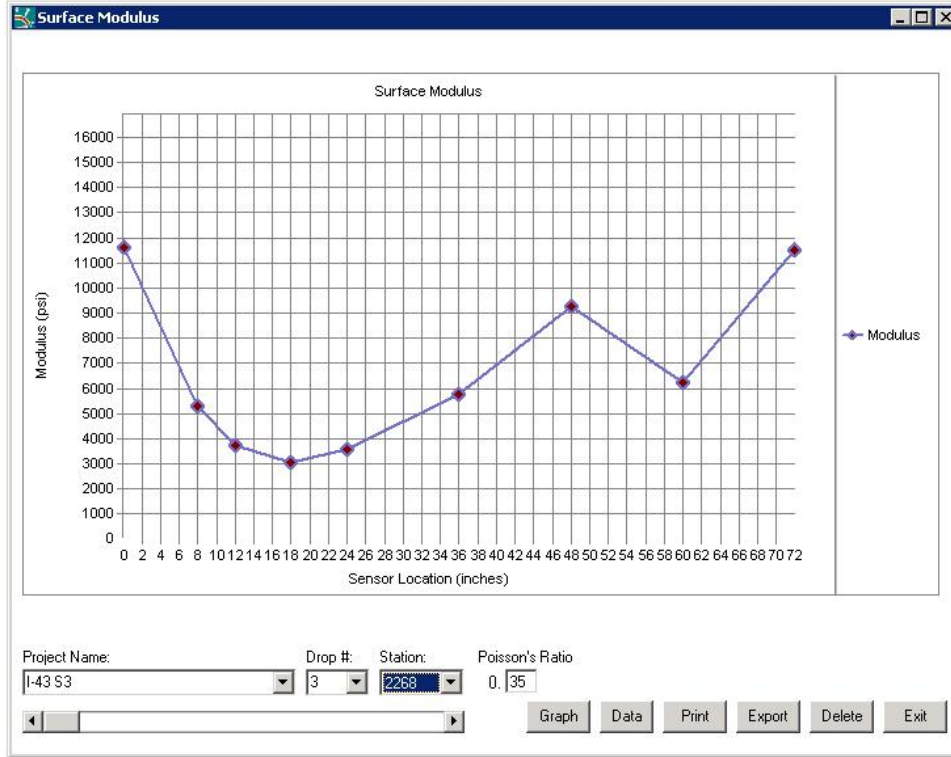 Surface Modulus
Surface Modulus
16000
15000
14000
13000
12000
11000
10000
9000
8000
7000
6000
5000
4000
3000
2000
1000
0
Modulus (psi)
Modulus
0 2 4 6 8 10 12 14 16 18 20 22 24 26 28 30 32 34 36 38 40 42 44 46 48 50 52 54 56 58 60 62 64 66 68 70 72
Sensor Location (inches)
Project Name: Drop #: Station: Poisson's Ratio
I-43 S3 3 2268 0. 35
Graph Data Print Export Delete Exit